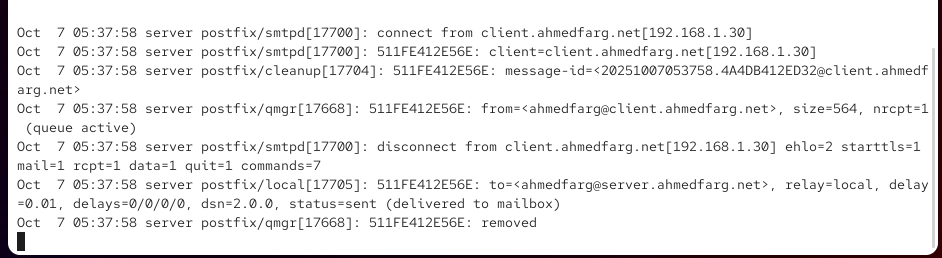 Oct  7 05:37:58 server postfix/smtpd[17700]: connect from client.ahmedfarg.net[192.168.1.30]
Oct  7 05:37:58 server postfix/smtpd[17700]: 511FE412E56E: client=client.ahmedfarg.net[192.168.1.30]
Oct  7 05:37:58 server postfix/cleanup[17704]: 511FE412E56E: message-id=<20251007053758.4A4DB412ED32@client.ahmedf
arg.net>
Oct  7 05:37:58 server postfix/qmgr[17668]: 511FE412E56E: from=<ahmedfarg@client.ahmedfarg.net>, size=564, nrcpt=1
 (queue active)
Oct  7 05:37:58 server postfix/smtpd[17700]: disconnect from client.ahmedfarg.net[192.168.1.30] ehlo=2 starttls=1
mail=1 rcpt=1 data=1 quit=1 commands=7
Oct  7 05:37:58 server postfix/local[17705]: 511FE412E56E: to=<ahmedfarg@server.ahmedfarg.net>, relay=local, delay
=0.01, delays=0/0/0/0, dsn=2.0.0, status=sent (delivered to mailbox)
Oct  7 05:37:58 server postfix/qmgr[17668]: 511FE412E56E: removed